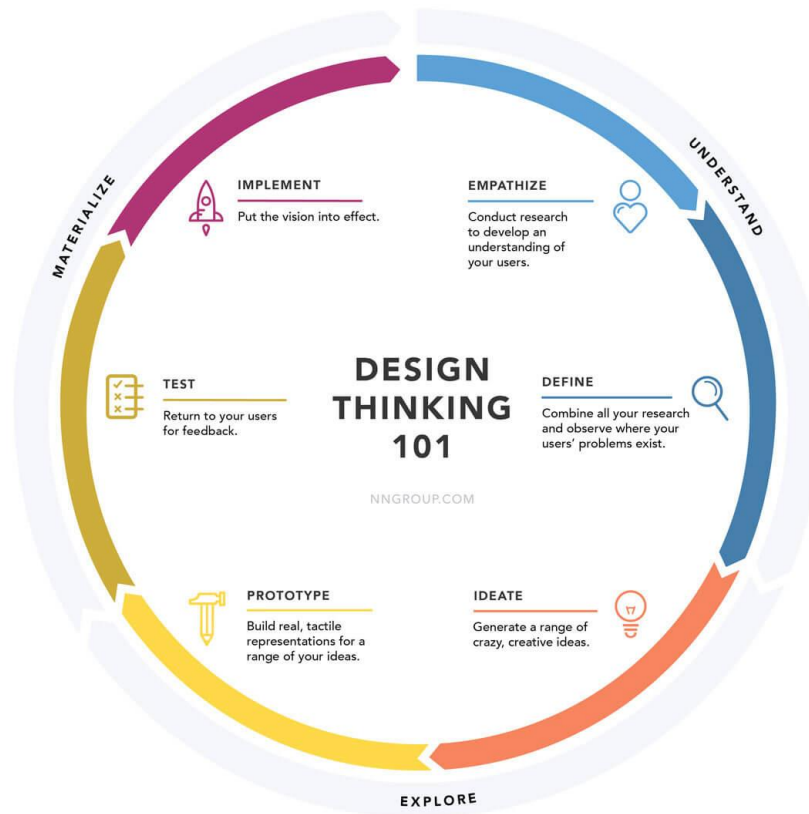 DESIGN
THINKING
101
NNGROUP.COM
UNDERSTAND
EMPATHIZE
Conduct research
to develop an
understanding of
your users.
DEFINE
Combine all your research
and observe where your
users' problems exist.
EXPLORE
IDEATE
Generate a range of
crazy, creative ideas.
PROTOTYPE
Build real, tactile
representations for a
range of your ideas.
MATERIALIZE
TEST
Return to your users
for feedback.
IMPLEMENT
Put the vision into effect.